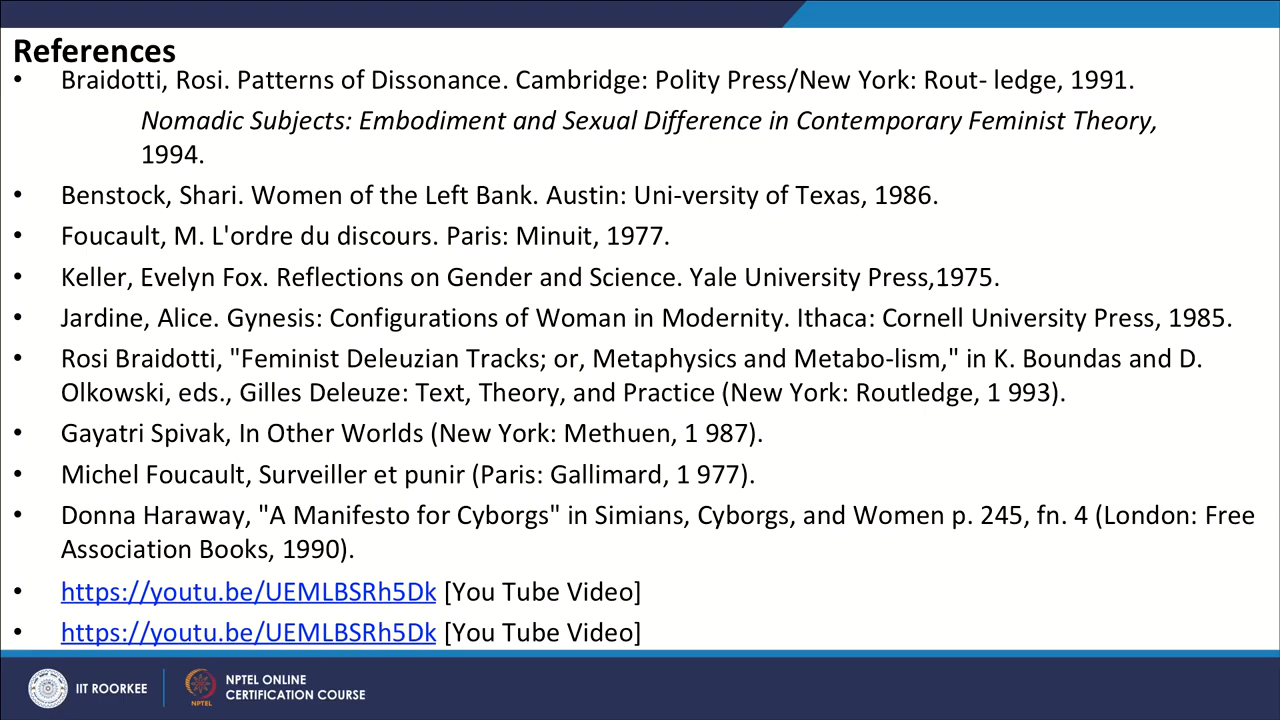 References
• Braidotti, Rosi. Patterns of Dissonance. Cambridge: Polity Press/New York: Rout- ledge, 1991.
Nomadic Subjects: Embodiment and Sexual Difference in Contemporary Feminist Theory,
1994.
• Benstock, Shari. Women of the Left Bank. Austin: Uni-versity of Texas, 1986.
• Foucault, M. L'ordre du discours. Paris: Minuit, 1977.
• Keller, Evelyn Fox. Reflections on Gender and Science. Yale University Press,1975.
• Jardine, Alice. Gynesis: Configurations of Woman in Modernity. Ithaca: Cornell University Press, 1985.
• Rosi Braidotti, "Feminist Deleuzian Tracks; or, Metaphysics and Metabo-lism," in K. Boundas and D.
Olkowski, eds., Gilles Deleuze: Text, Theory, and Practice (New York: Routledge, 1 993).
• Gayatri Spivak, In Other Worlds (New York: Methuen, 1 987).
• Michel Foucault, Surveiller et punir (Paris: Gallimard, 1 977).
• Donna Haraway, "A Manifesto for Cyborgs" in Simians, Cyborgs, and Women p. 245, fn. 4 (London: Free
Association Books, 1990).
• https://youtu.be/UEMLBSRh5Dk [You Tube Video]
• https://youtu.be/UEMLBSRh5Dk [You Tube Video]
IIT ROORKEE
NPTEL
NPTEL ONLINE
CERTIFICATION COURSE